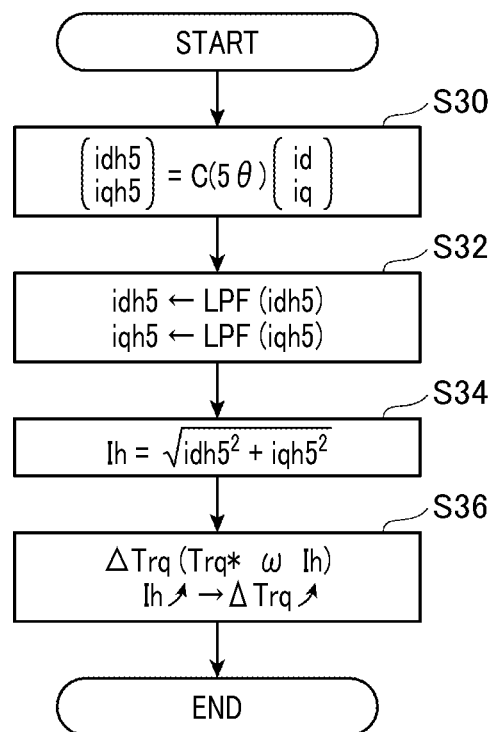 START
S30
(idh5 iqh5) = C(5θ) (id iq)
S32
idh5 ← LPF (idh5)
iqh5 ← LPF (iqh5)
S34
Ih = √idh5² + iqh5²
S36
ΔTrq (Trq* ω Ih)
Ih ↗ → ΔTrq ↗
END